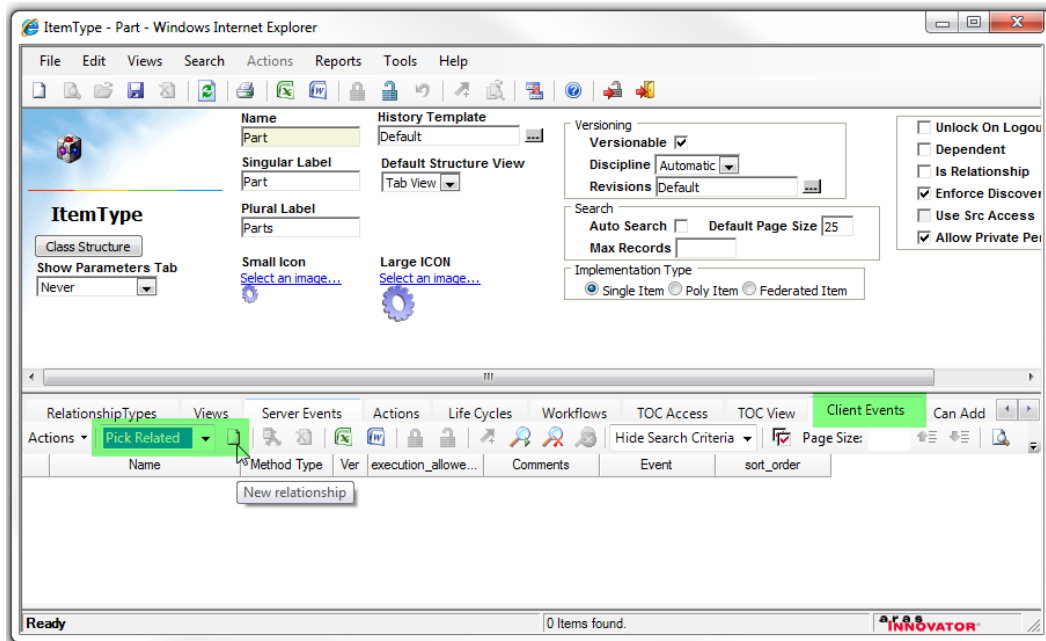 ItemType - Part - Windows Internet Explorer
File Edit Views Search Actions Reports Tools Help
Name
Part
History Template
Default
...
Singular Label
Part
Default Structure View
Tab View
ItemType
Plural Label
Parts
Class Structure
Show Parameters Tab
Never
Small Icon
Select an image...
Large ICON
Select an image...
Versioning
Versionable
Discipline Automatic
Revisions Default ...
Search
Auto Search Default Page Size 25
Max Records
Implementation Type
Single Item Poly Item Federated Item
Unlock On Logou
Dependent
Is Relationship
Enforce Discover
Use Src Access
Allow Private Per
RelationshipTypes Views Server Events Actions Life Cycles Workflows TOC Access TOC View Client Events Can Add
Actions Pick Related Hide Search Criteria Page Size:
Name Method Type Ver execution_allowe... Comments Event sort_order
New relationship
Ready 0 Items found. aras INNOVATOR